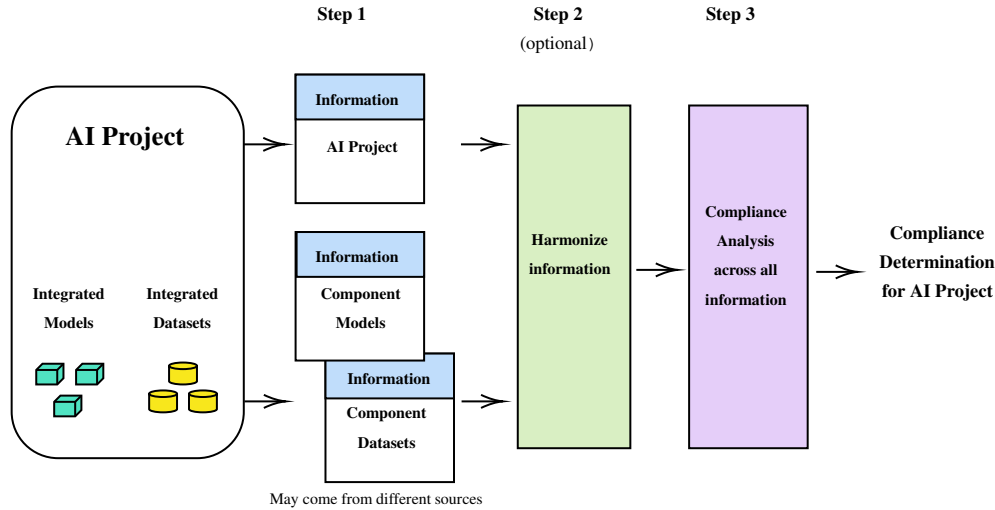 Step 1
Step 2
(optional)
Step 3
AI Project
Integrated
Models
Integrated
Datasets
Information
AI Project
Information
Component
Models
Information
Component
Datasets
May come from different sources
Harmonize
information
Compliance
Analysis
across all
information
Compliance
Determination
for AI Project